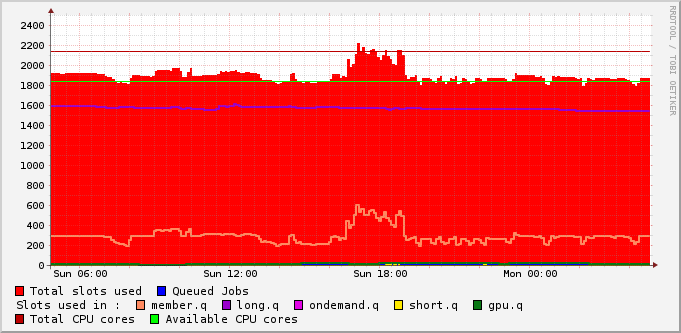 2400
2200
2000
1800
1600
1400
1200
1000
800
600
400
200
0
Sun 06:00 Sun 12:00 Sun 18:00 Mon 00:00
Total slots used Queued Jobs
Slots used in : member.q long.q ondemand.q short.q gpu.q
Total CPU cores Available CPU cores
RRDTOOL / TOBI OETIKER